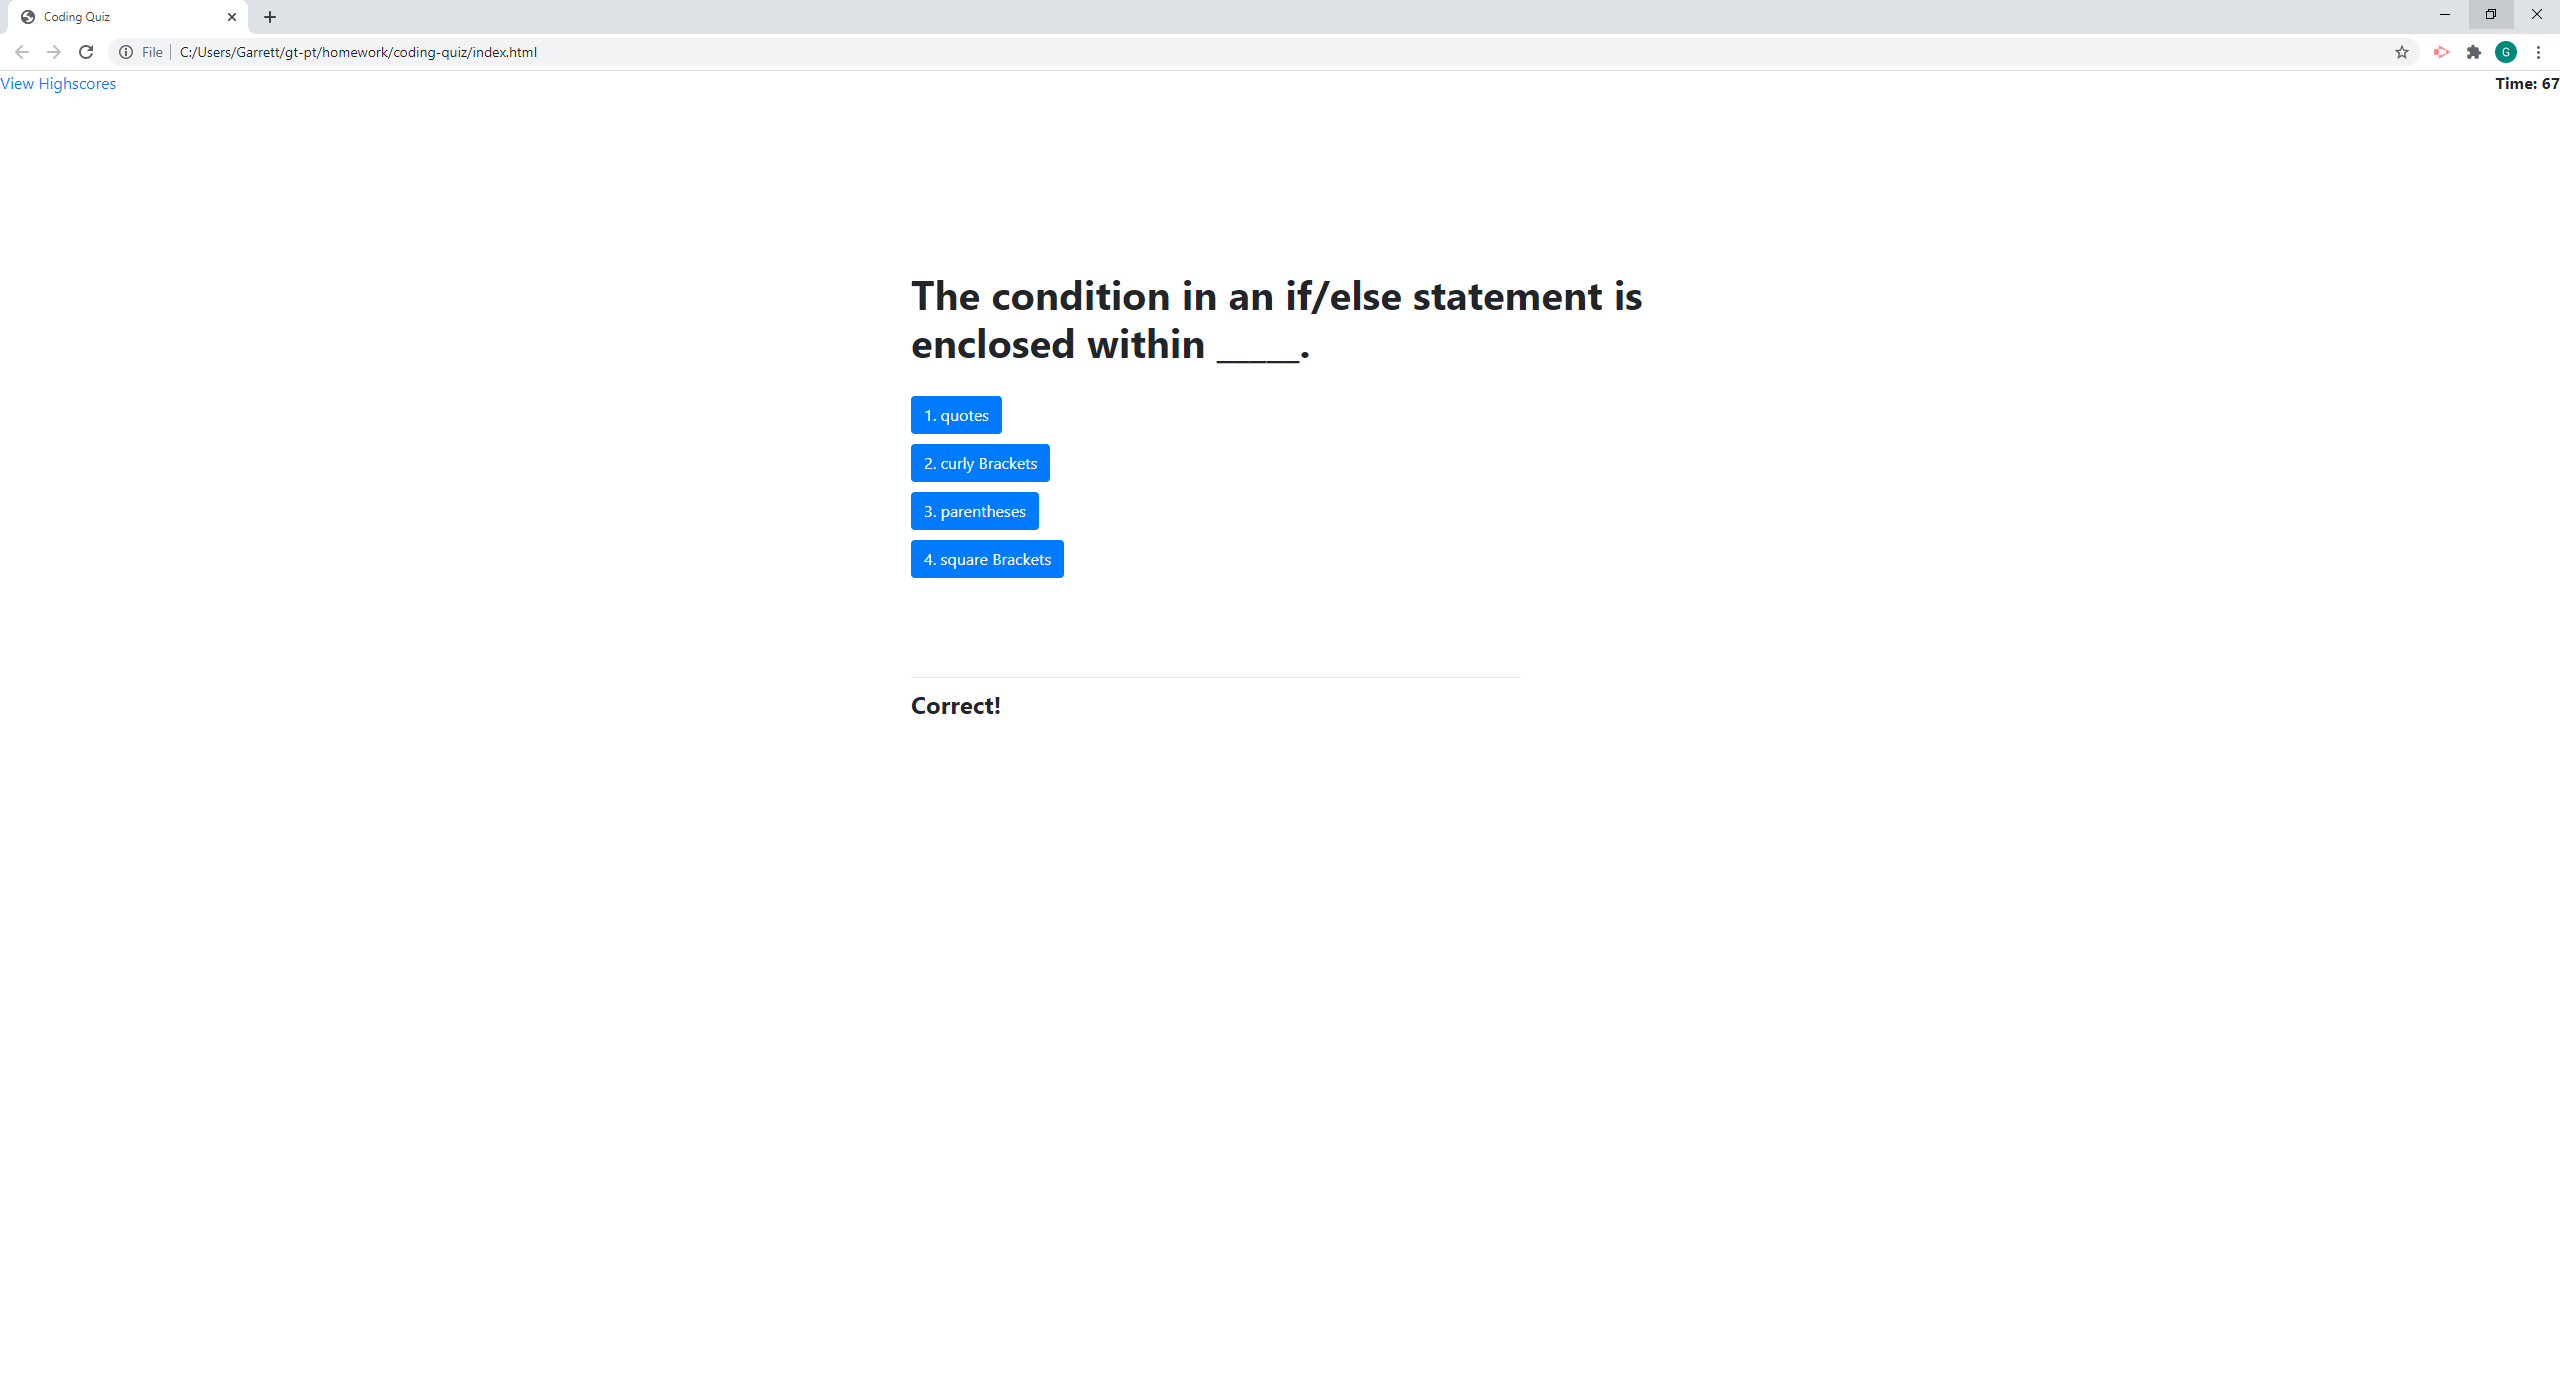 Coding Quiz
File C:/Users/Garrett/gt-pt/homework/coding-quiz/index.html
G
View Highscores
Time: 67
The condition in an if/else statement is
enclosed within _____.
1. quotes
2. curly Brackets
3. parentheses
4. square Brackets
Correct!